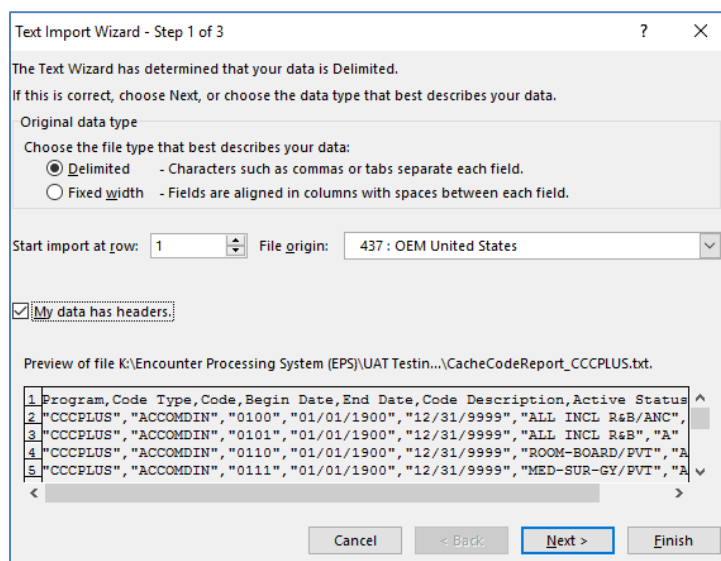 Text Import Wizard - Step 1 of 3 ?
The Text Wizard has determined that your data is Delimited.
If this is correct, choose Next, or choose the data type that best describes your data.
Original data type
Choose the file type that best describes your data:
Delimited - Characters such as commas or tabs separate each field.
Fixed width - Fields are aligned in columns with spaces between each field.
Start import at row: 1 File origin: 437 : OEM United States
My data has headers.
Preview of file K:\Encounter Processing System (EPS)\UAT Testin...\CacheCodeReport_CCCPLUS.txt.
1 Program,Code Type,Code,Begin Date,End Date,Code Description,Active Status
2 "CCCPLUS","ACCOMDIN","0100","01/01/1900","12/31/9999","ALL INCL R&B/ANC",
3 "CCCPLUS","ACCOMDIN","0101","01/01/1900","12/31/9999","ALL INCL R&B","A"
4 "CCCPLUS","ACCOMDIN","0110","01/01/1900","12/31/9999","ROOM-BOARD/PVT","A
5 "CCCPLUS","ACCOMDIN","0111","01/01/1900","12/31/9999","MED-SUR-GY/PVT","A
Cancel < Back Next > Finish